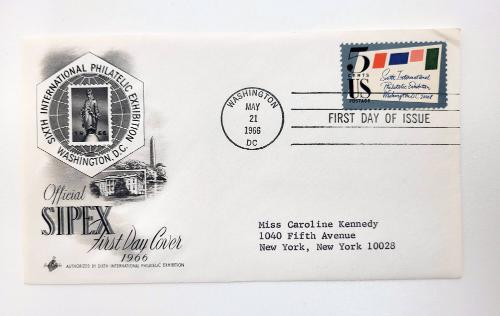 SIXTH INTERNATIONAL PHILATELIC EXHIBITION
WASHINGTON, D.C.
1966
Official
SIPEX
First Day Cover
1966
AUTHORIZED BY SIXTH INTERNATIONAL PHILATELIC EXHIBITION
WASHINGTON
MAY
21
1966
DC
5
CENTS
US
POSTAGE
Sixth International
Philatelic Exhibition
Washington, D.C.
FIRST DAY OF ISSUE
Miss Caroline Kennedy
1040 Fifth Avenue
New York, New York 10028